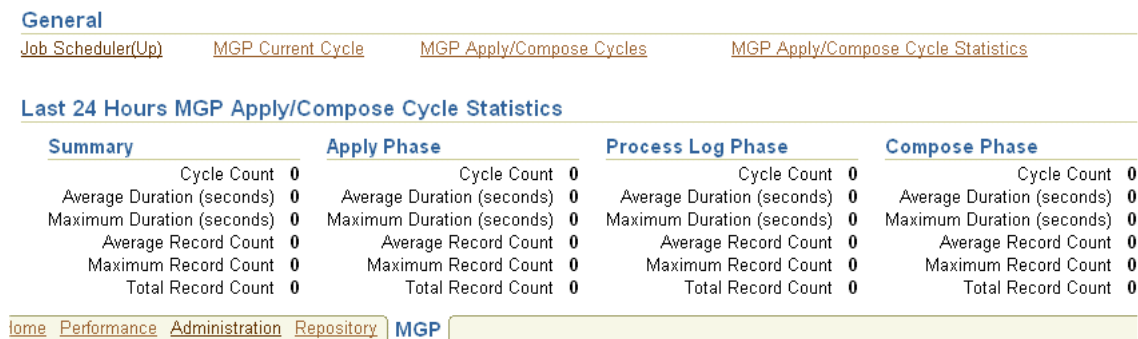 General
Job Scheduler(Up) MGP Current Cycle MGP Apply/Compose Cycles MGP Apply/Compose Cycle Statistics
Last 24 Hours MGP Apply/Compose Cycle Statistics
Summary Apply Phase Process Log Phase Compose Phase
Cycle Count 0 Cycle Count 0 Cycle Count 0 Cycle Count 0
Average Duration (seconds) 0 Average Duration (seconds) 0 Average Duration (seconds) 0 Average Duration (seconds) 0
Maximum Duration (seconds) 0 Maximum Duration (seconds) 0 Maximum Duration (seconds) 0 Maximum Duration (seconds) 0
Average Record Count 0 Average Record Count 0 Average Record Count 0 Average Record Count 0
Maximum Record Count 0 Maximum Record Count 0 Maximum Record Count 0 Maximum Record Count 0
Total Record Count 0 Total Record Count 0 Total Record Count 0 Total Record Count 0
Home Performance Administration Repository MGP